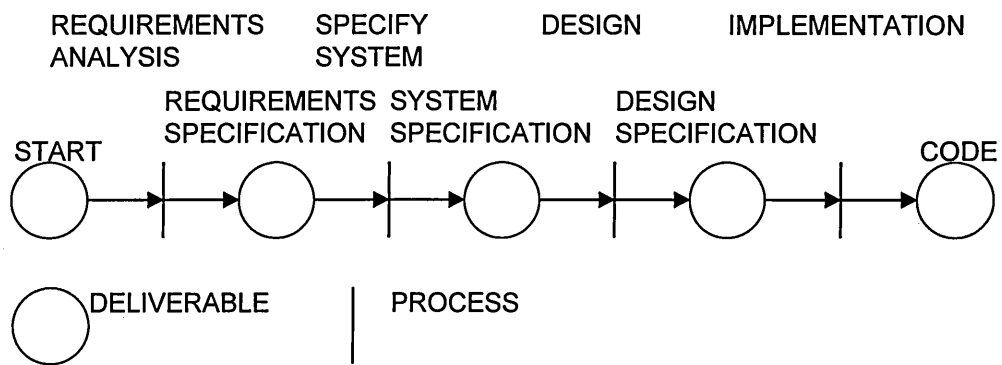 REQUIREMENTS SPECIFY DESIGN IMPLEMENTATION
ANALYSIS SYSTEM
REQUIREMENTS SYSTEM DESIGN
SPECIFICATION SPECIFICATION SPECIFICATION
START CODE
DELIVERABLE PROCESS